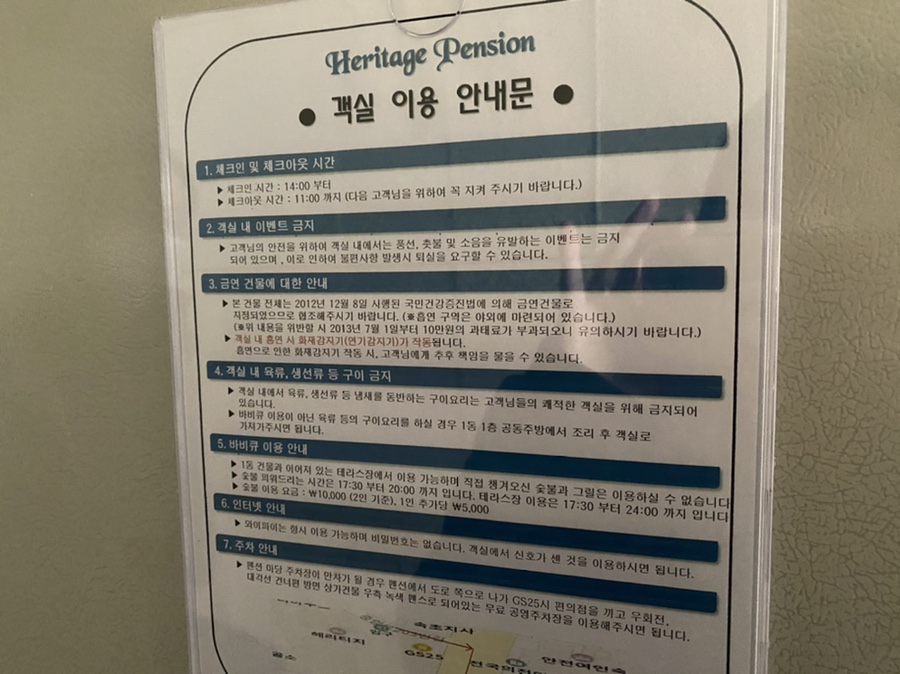 Heritage Pension
● 객실 이용 안내문 ●
1. 체크인 및 체크아웃 시간
▶ 체크인 시간 : 14:00 부터
▶ 체크아웃 시간 : 11:00 까지 (다음 고객님을 위하여 꼭 지켜 주시기 바랍니다.)
2. 객실 내 이벤트 금지
▶ 고객님의 안전을 위하여 객실 내에서는 풍선, 촛불 및 소음을 유발하는 이벤트는 금지
되어 있으며 , 이로 인하여 불편사항 발생시 퇴실을 요구할 수 있습니다.
3. 금연 건물에 대한 안내
▶ 본 건물 전체는 2012년 12월 8일 시행된 국민건강증진법에 의해 금연건물로
지정되었으므로 협조해주시기 바랍니다. (※흡연 구역은 야외에 마련되어 있습니다.)
(※위 내용을 위반할 시 2013년 7월 1일부터 10만원의 과태료가 부과되오니 유의하시기 바랍니다.)
▶ 객실 내 흡연 시 화재감지기(연기감지기)가 작동됩니다.
흡연으로 인한 화재감지기 작동 시, 고객님에게 추후 책임을 물을 수 있습니다.
4. 객실 내 육류, 생선류 등 구이 금지
▶ 객실 내에서 육류, 생선류 등 냄새를 동반하는 구이요리는 고객님들의 쾌적한 객실을 위해 금지되어
있습니다.
▶ 바비큐 이용이 아닌 육류 등의 구이요리를 하실 경우 1동 1층 공동주방에서 조리 후 객실로
가져가주시면 됩니다.
5. 바비큐 이용 안내
▶ 1동 건물과 이어져 있는 테라스장에서 이용 가능하며 직접 챙겨오신 숯불과 그릴은 이용하실 수 없습니다
▶ 숯불 피워드리는 시간은 17:30 부터 20:00 까지 입니다. 테라스장 이용은 17:30 부터 24:00 까지 입니다
▶ 숯불 이용 요금 : ₩10,000 (2인 기준), 1인 추가당 ₩5,000
6. 인터넷 안내
▶ 와이파이는 항시 이용 가능하며 비밀번호는 없습니다. 객실에서 신호가 센 것을 이용하시면 됩니다.
7. 주차 안내
▶ 펜션 마당 주차장이 만차가 될 경우 펜션에서 도로 쪽으로 나가 GS25시 편의점을 끼고 우회전,
대각선 건너편 방면 상가건물 우측 녹색 펜스로 되어있는 무료 공영주차장을 이용해주시면 됩니다.
속초지사
헤리티지
GS25
안전여인숙